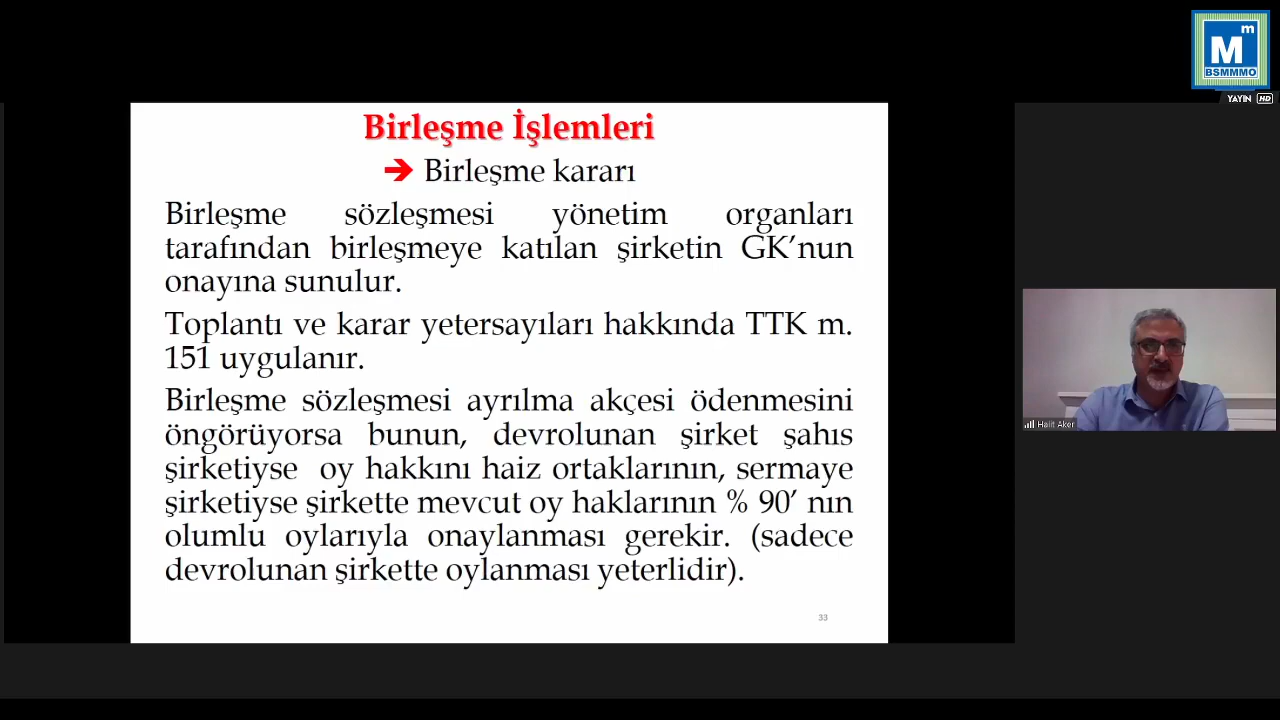 M m
BSMMMO
YAYIN HD
Birleşme İşlemleri
➔ Birleşme kararı
Birleşme sözleşmesi yönetim organları
tarafından birleşmeye katılan şirketin GK’nun
onayına sunulur.
Toplantı ve karar yetersayıları hakkında TTK m.
151 uygulanır.
Birleşme sözleşmesi ayrılma akçesi ödenmesini
öngörüyorsa bunun, devrolunan şirket şahıs
şirketiyse oy hakkını haiz ortaklarının, sermaye
şirketiyse şirkette mevcut oy haklarının % 90’ nın
olumlu oylarıyla onaylanması gerekir. (sadece
devrolunan şirkette oylanması yeterlidir).
33
Halit Aker